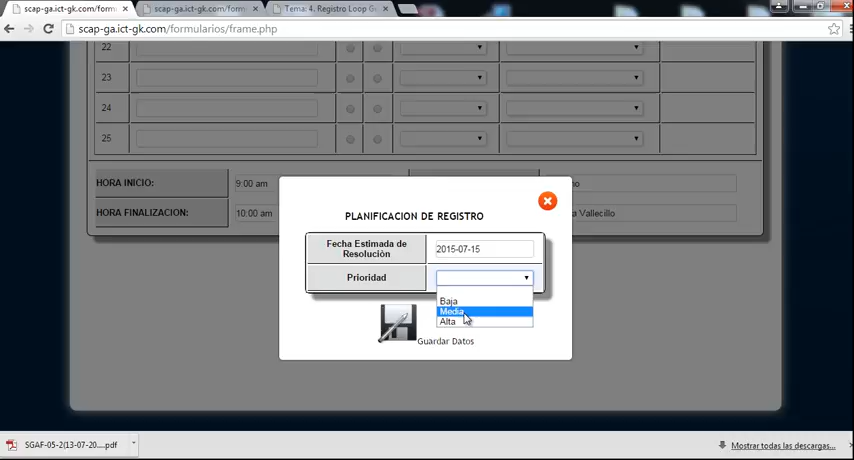 scap-ga.ict-gk.com/formu
scap-ga.ict-gk.com/form
Tema: 4. Registro Loop Ge
scap-ga.ict-gk.com/formularios/frame.php
22
23
24
25
HORA INICIO:
9:00 am
HORA FINALIZACION:
10:00 am
Vallecillo
PLANIFICACION DE REGISTRO
Fecha Estimada de
Resolución
2015-07-15
Prioridad
Baja
Media
Alta
Guardar Datos
SGAF-05-2(13-07-20....pdf
Mostrar todas las descargas...